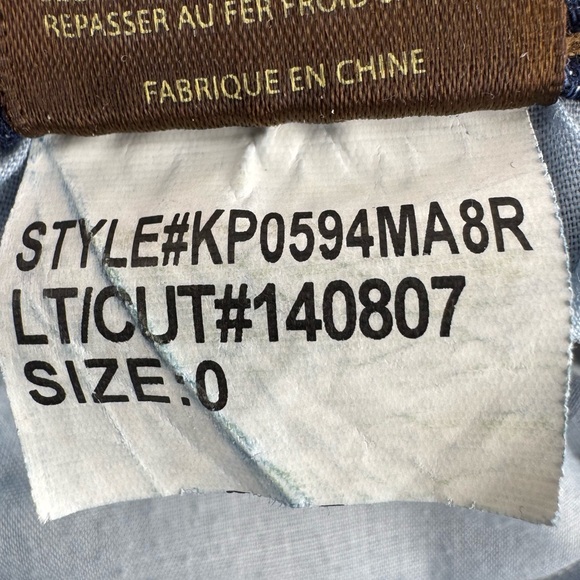 REPASSER AU FER FROID
FABRIQUE EN CHINE
STYLE#KP0594MA8R
LT/CUT#140807
SIZE:0